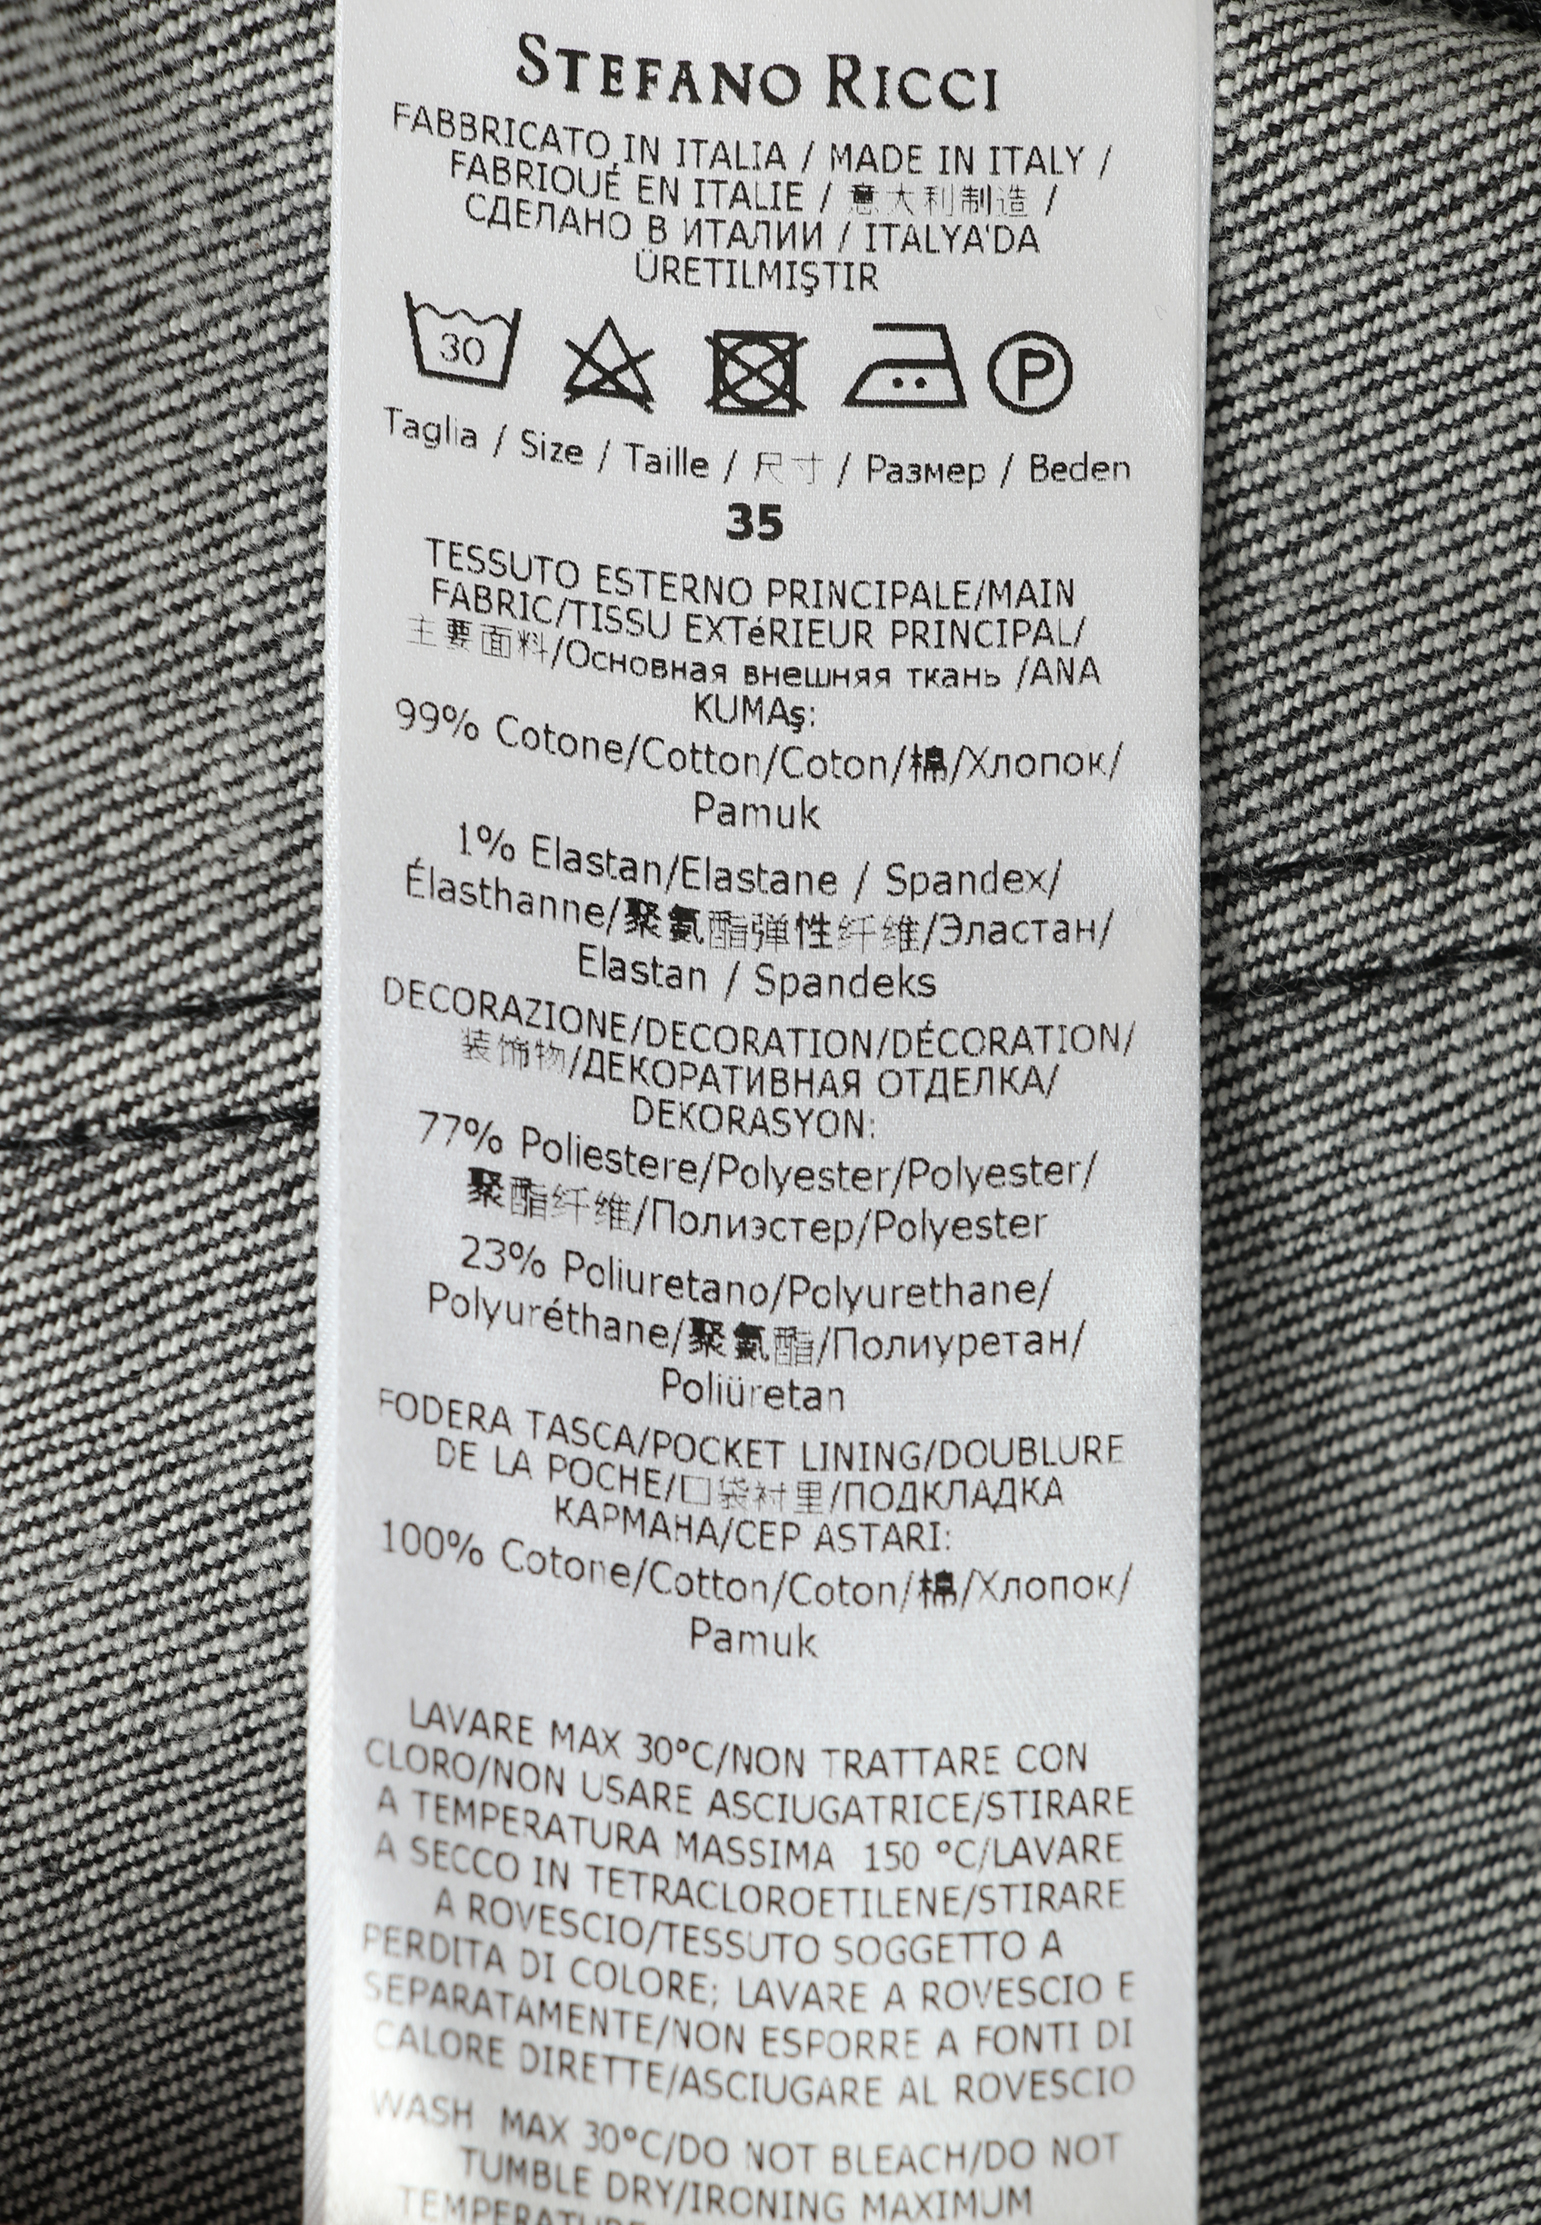 STEFANO RICCI
FABBRICATO IN ITALIA / MADE IN ITALY /
FABRIQUÉ EN ITALIE / 意大利制造 /
СДЕЛАНО В ИТАЛИИ / ITALYA'DA
ÜRETILMIŞTIR
30
P
Taglia / Size / Taille / 尺寸 / Размер / Beden
35
TESSUTO ESTERNO PRINCIPALE/MAIN
FABRIC/TISSU EXTéRIEUR PRINCIPAL/
主要面料/Основная внешняя ткань /ANA
KUMAş:
99% Cotone/Cotton/Coton/棉/Хлопок/
Pamuk
1% Elastan/Elastane / Spandex/
Élasthanne/聚氨酯弹性纤维/Эластан/
Elastan / Spandeks
DECORAZIONE/DECORATION/DÉCORATION/
装饰物/ДЕКОРАТИВНАЯ ОТДЕЛКА/
DEKORASYON:
77% Poliestere/Polyester/Polyester/
聚酯纤维/Полиэстер/Polyester
23% Poliuretano/Polyurethane/
Polyuréthane/聚氨酯/Полиуретан/
Poliüretan
FODERA TASCA/POCKET LINING/DOUBLURE
DE LA POCHE/口袋衬里/ПОДКЛАДКА
КАРМАНА/CEP ASTARI:
100% Cotone/Cotton/Coton/棉/Хлопок/
Pamuk
LAVARE MAX 30°C/NON TRATTARE CON
CLORO/NON USARE ASCIUGATRICE/STIRARE
A TEMPERATURA MASSIMA 150 °C/LAVARE
A SECCO IN TETRACLOROETILENE/STIRARE
A ROVESCIO/TESSUTO SOGGETTO A
PERDITA DI COLORE; LAVARE A ROVESCIO E
SEPARATAMENTE/NON ESPORRE A FONTI DI
CALORE DIRETTE/ASCIUGARE AL ROVESCIO
WASH MAX 30°C/DO NOT BLEACH/DO NOT
TUMBLE DRY/IRONING MAXIMUM